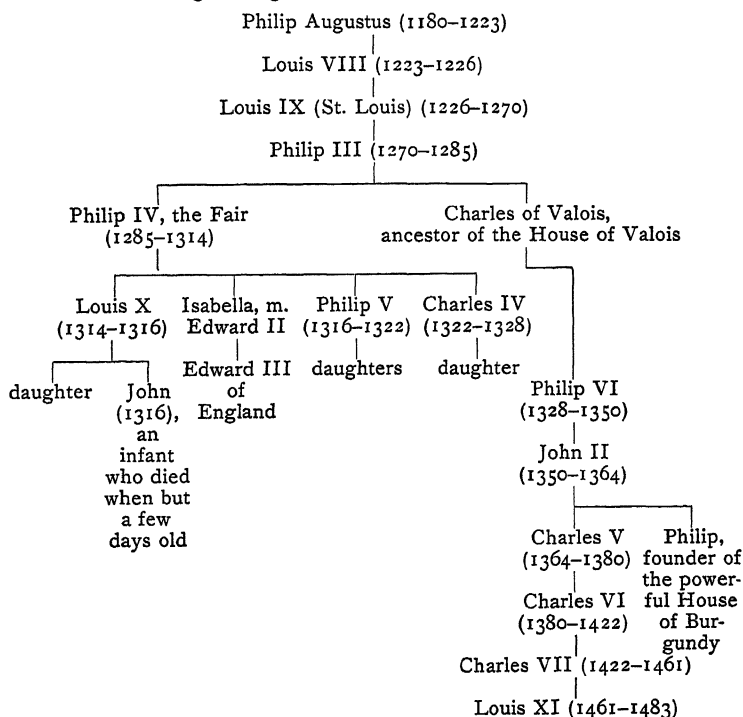 Philip Augustus (1180–1223)
Louis VIII (1223–1226)
Louis IX (St. Louis) (1226–1270)
Philip III (1270–1285)
Philip IV, the Fair
(1285–1314)
Charles of Valois,
ancestor of the House of Valois
Louis X
(1314–1316)
Isabella, m.
Edward II
Philip V
(1316–1322)
Charles IV
(1322–1328)
daughter
John
(1316),
an
infant
who died
when but
a few
days old
Edward III
of
England
daughters
daughter
Philip VI
(1328–1350)
John II
(1350–1364)
Charles V
(1364–1380)
Philip,
founder of
the power-
ful House
of Bur-
gundy
Charles VI
(1380–1422)
Charles VII (1422–1461)
Louis XI (1461–1483)